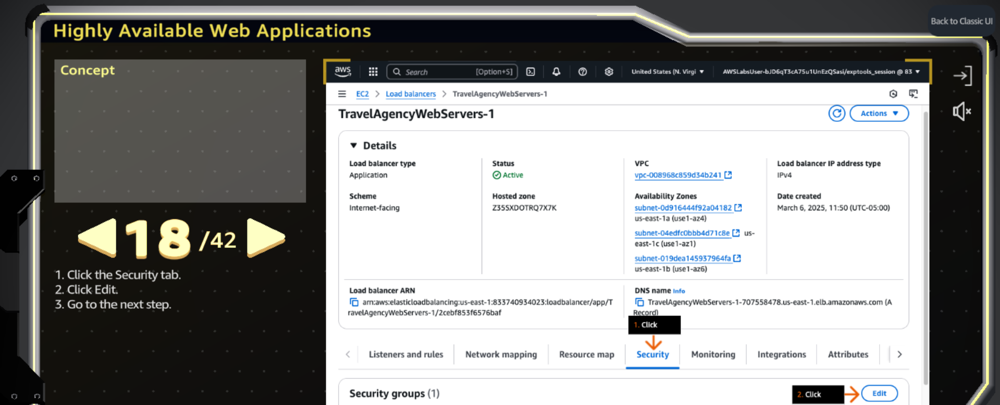 Back to Classic UI
Highly Available Web Applications
Concept
18 /42
1. Click the Security tab.
2. Click Edit.
3. Go to the next step.
aws
Search
[Option+S]
United States (N. Virgi
AWSLabsUser-bJD6qT3cA75u1UnEzQSasi/exptools_session @ 83
EC2 > Load balancers > TravelAgencyWebServers-1
TravelAgencyWebServers-1
Actions
Details
Load balancer type
Application
Status
Active
VPC
vpc-008968c859d34b241
Load balancer IP address type
IPv4
Scheme
Internet-facing
Hosted zone
Z35SXDOTRQ7X7K
Availability Zones
subnet-0d916444f92a04182
us-east-1a (use1-az4)
subnet-04edfc0bbb4d71c8e us-
east-1c (use1-az1)
subnet-019dea145937964fa
us-east-1b (use1-az6)
Date created
March 6, 2025, 11:50 (UTC-05:00)
Load balancer ARN
arn:aws:elasticloadbalancing:us-east-1:833740934023:loadbalancer/app/T
ravelAgencyWebServers-1/2cebf853f6576baf
DNS name Info
TravelAgencyWebServers-1-707558478.us-east-1.elb.amazonaws.com (A
Record)
1. Click
Listeners and rules
Network mapping
Resource map
Security
Monitoring
Integrations
Attributes
Security groups (1)
2. Click
Edit